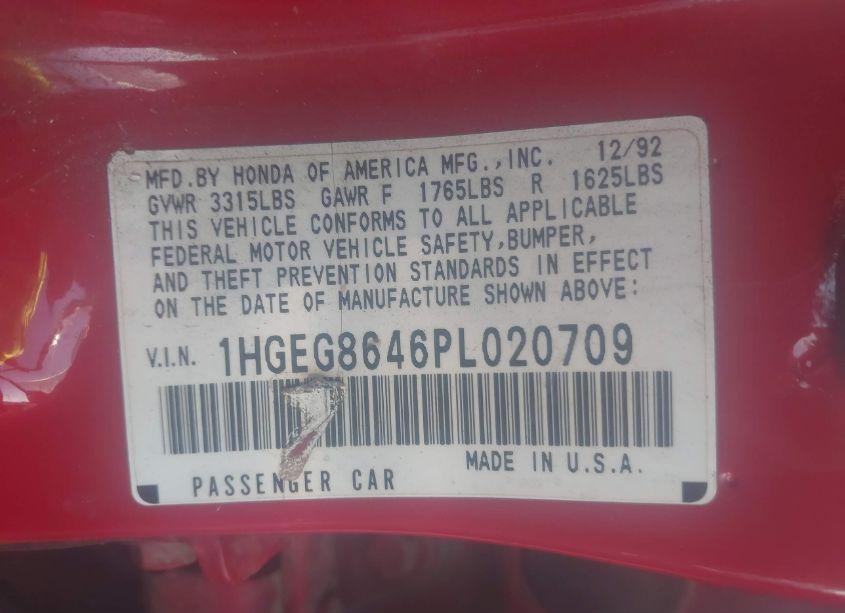 MFD.BY HONDA OF AMERICA MFG.,INC. 12/92
GVWR 3315LBS GAWR F 1765LBS R 1625LBS
THIS VEHICLE CONFORMS TO ALL APPLICABLE
FEDERAL MOTOR VEHICLE SAFETY,BUMPER,
AND THEFT PREVENTION STANDARDS IN EFFECT
ON THE DATE OF MANUFACTURE SHOWN ABOVE:
V.I.N. 1HGEG8646PL020709
PASSENGER CAR MADE IN U.S.A.